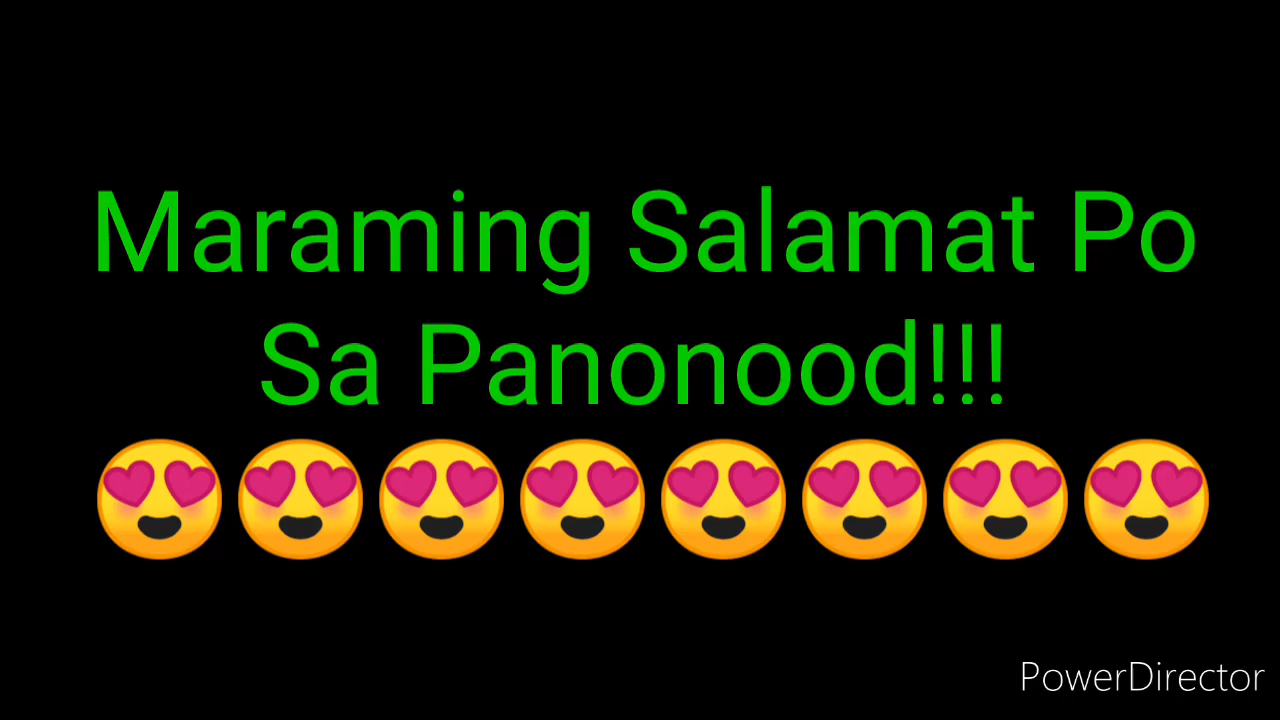 Maraming Salamat Po
Sa Panonood!!!
😍😍😍😍😍😍😍😍
PowerDirector